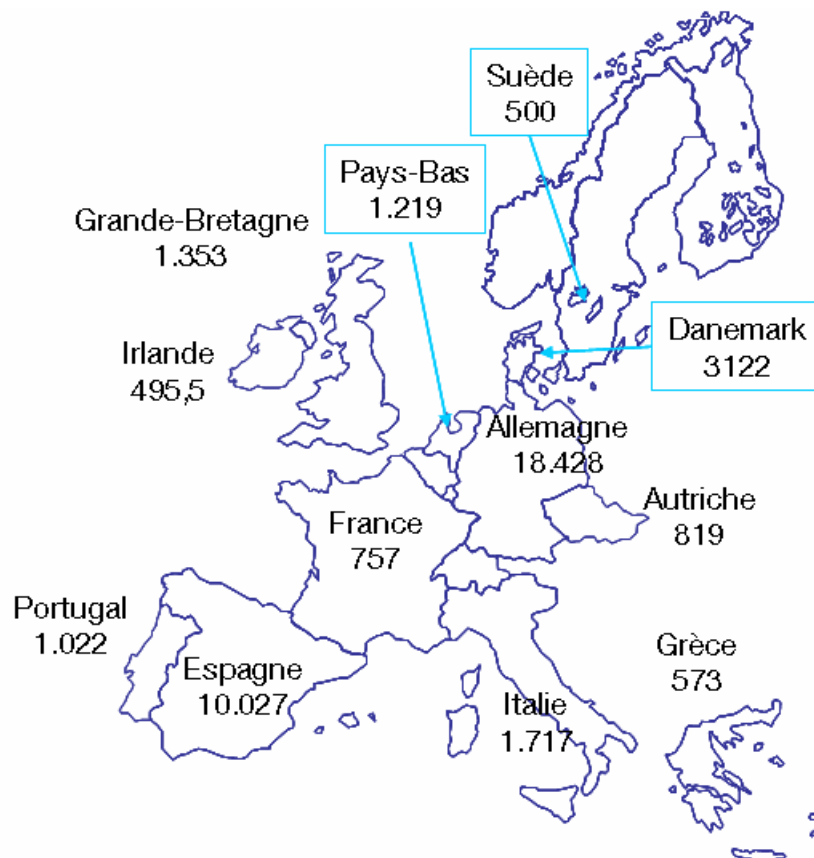 Suède
500
Pays-Bas
1.219
Grande-Bretagne
1.353
Danemark
3122
Irlande
495,5
Allemagne
18.428
Autriche
819
France
757
Portugal
1.022
Espagne
10.027
Grèce
573
Italie
1.717